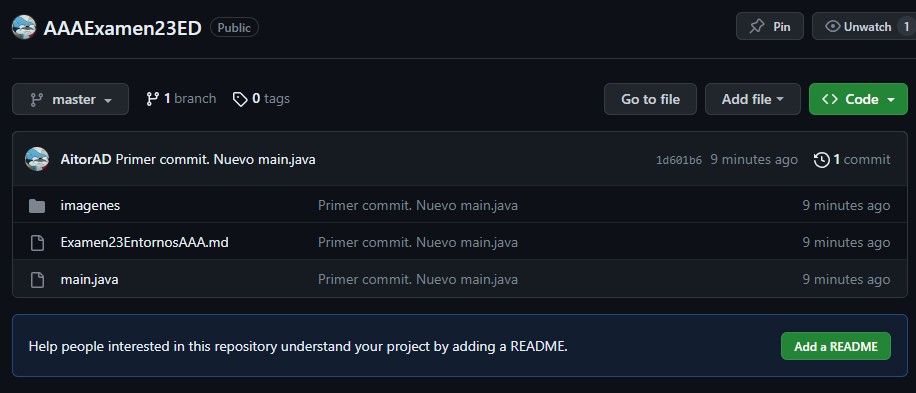 AAAExamen23ED Public Pin Unwatch 1
master 1 branch 0 tags Go to file Add file <> Code
AitorAD Primer commit. Nuevo main.java 1d601b6 9 minutes ago 1 commit
imagenes Primer commit. Nuevo main.java 9 minutes ago
Examen23EntornosAAA.md Primer commit. Nuevo main.java 9 minutes ago
main.java Primer commit. Nuevo main.java 9 minutes ago
Help people interested in this repository understand your project by adding a README. Add a README